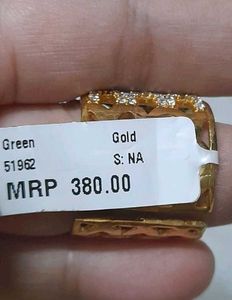 Green Gold
51962 S: NA
MRP 380.00